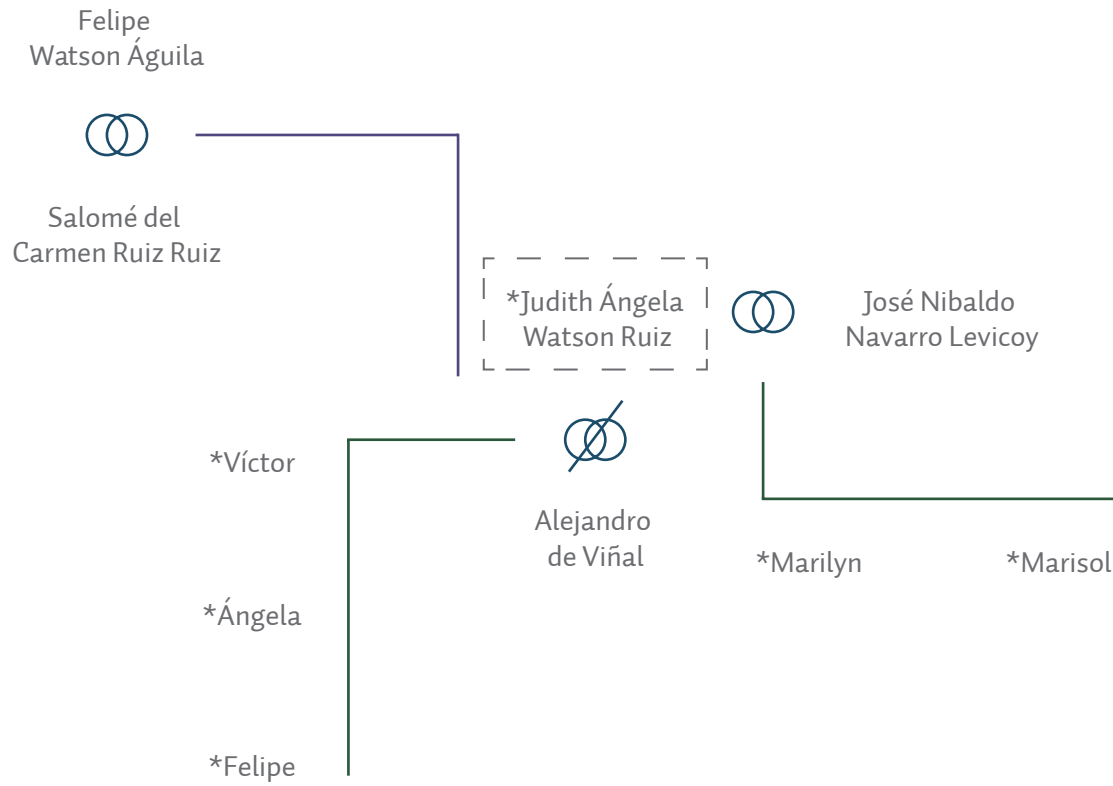 Felipe
Watson Águila
Salomé del
Carmen Ruiz Ruiz
*Judith Ángela
Watson Ruiz
José Nibaldo
Navarro Levicoy
*Víctor
Alejandro
de Viñal
*Marilyn
*Marisol
*Ángela
*Felipe